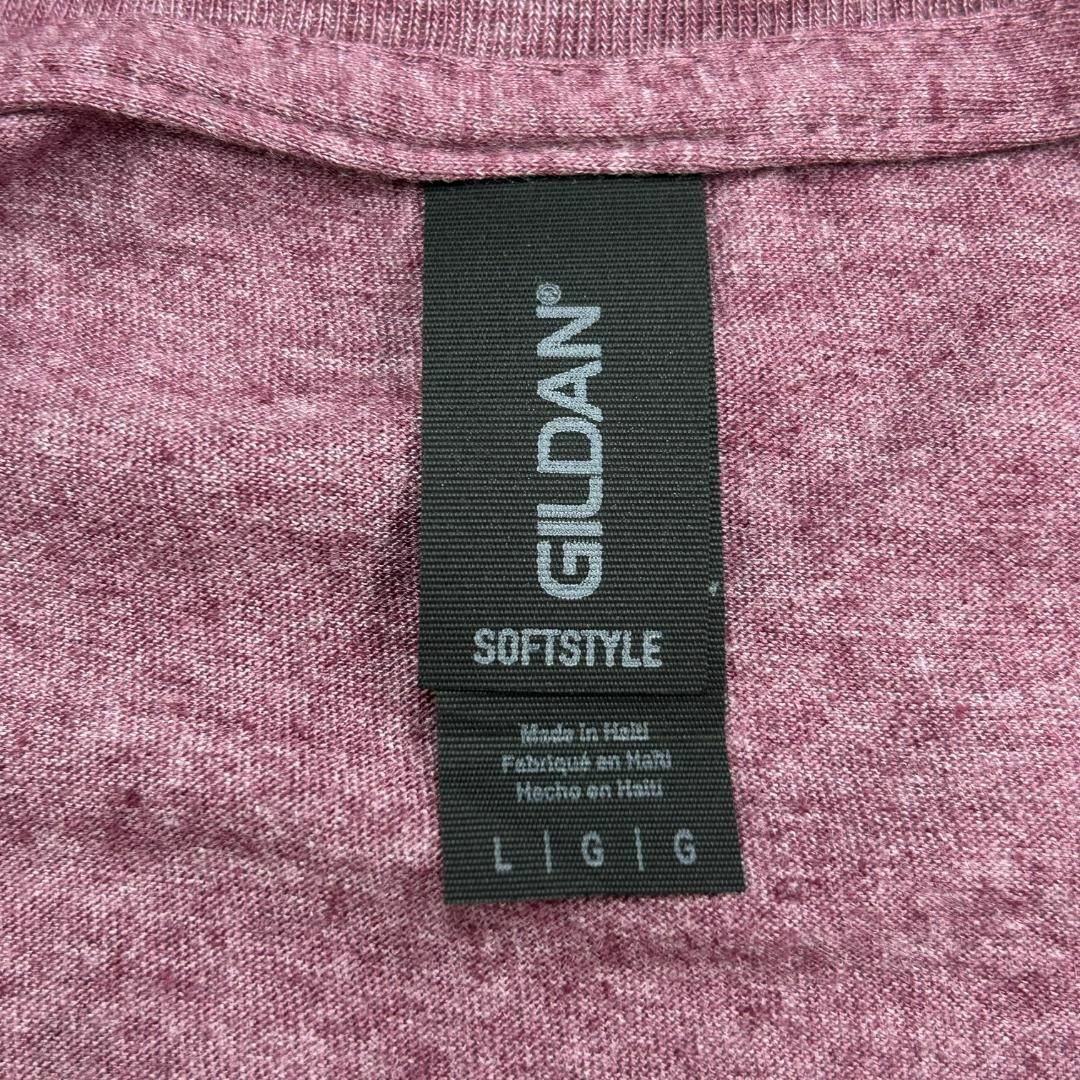 GILDAN®
SOFTSTYLE
Made in Haiti
Fabriqué en Haïti
Hecho en Haití
L | G | G